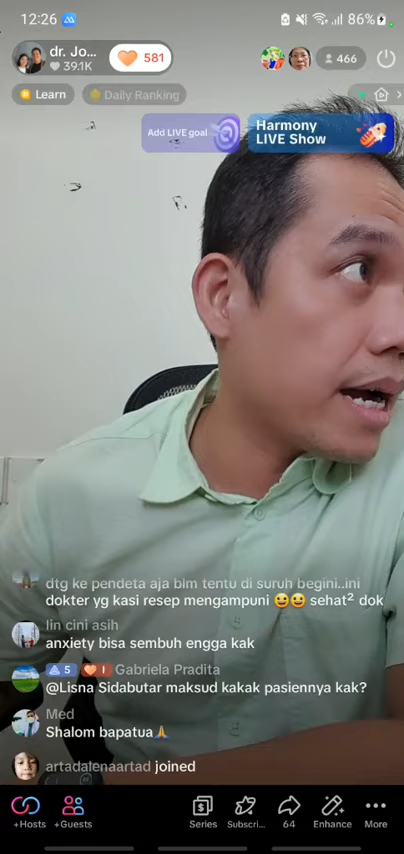 12:26
86%
dr. Jo...
39.1K
581
466
Learn
Daily Ranking
Add LIVE goal
Harmony
LIVE Show
dtg ke pendeta aja blm tentu di suruh begini..ini
dokter yg kasi resep mengampuni 😀😀 sehat² dok
Iin cini asih
anxiety bisa sembuh engga kak
5
1
Gabriela Pradita
@Lisna Sidabutar maksud kakak pasiennya kak?
Med
Shalom bapatua🙏
artadalenaartad joined
+Hosts
+Guests
Series
Subscri...
64
Enhance
More